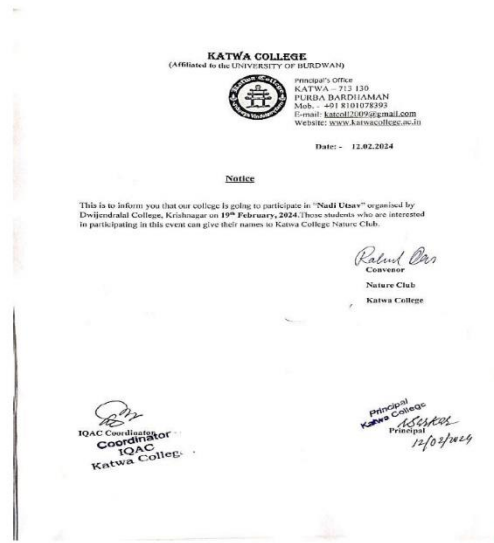 KATWA COLLEGE
(Affiliated to the UNIVERSITY OF BURDWAN)
Katwa College
Principal's Office
KATWA – 713 130
PURBA BARDHAMAN
Mob. - +91 8101078393
E-mail: katcoll2009@gmail.com
Website: www.katwacollege.ac.in
Date: - 12.02.2024
Notice
This is to inform you that our college is going to participate in "Nadi Utsav" organised by
Dwijendralal College, Krishnagar on 19th February, 2024.Those students who are interested
in participating in this event can give their names to Katwa College Nature Club.
Convenor
Nature Club
Katwa College
IQAC Coordinator
Coordinator
IQAC
Katwa College
Principal
Katwa College
Principal
12/02/2024